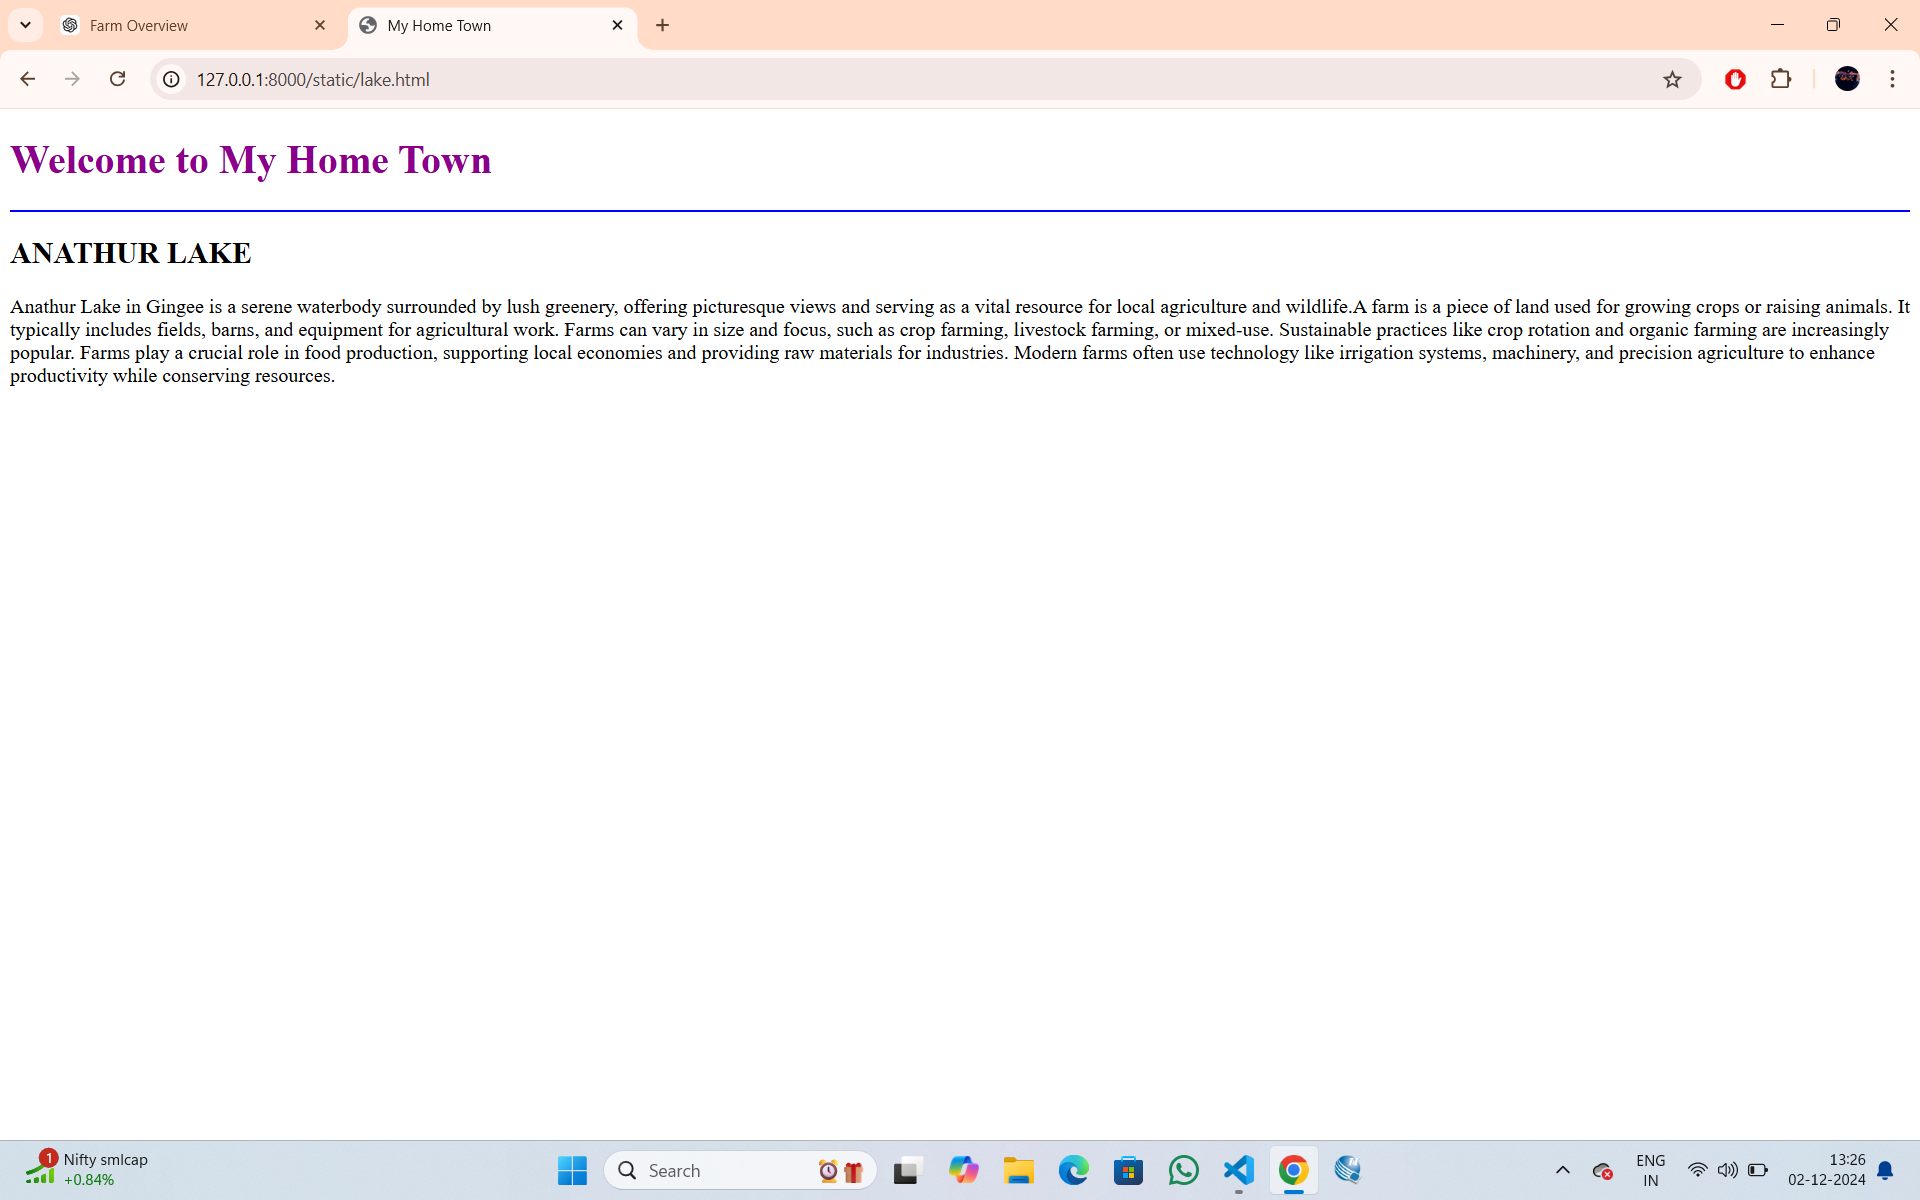 Farm Overview
My Home Town
127.0.0.1:8000/static/lake.html
Welcome to My Home Town
ANATHUR LAKE
Anathur Lake in Gingee is a serene waterbody surrounded by lush greenery, offering picturesque views and serving as a vital resource for local agriculture and wildlife.A farm is a piece of land used for growing crops or raising animals. It
typically includes fields, barns, and equipment for agricultural work. Farms can vary in size and focus, such as crop farming, livestock farming, or mixed-use. Sustainable practices like crop rotation and organic farming are increasingly
popular. Farms play a crucial role in food production, supporting local economies and providing raw materials for industries. Modern farms often use technology like irrigation systems, machinery, and precision agriculture to enhance
productivity while conserving resources.
1
Nifty smlcap
+0.84%
Search
ENG
IN
13:26
02-12-2024